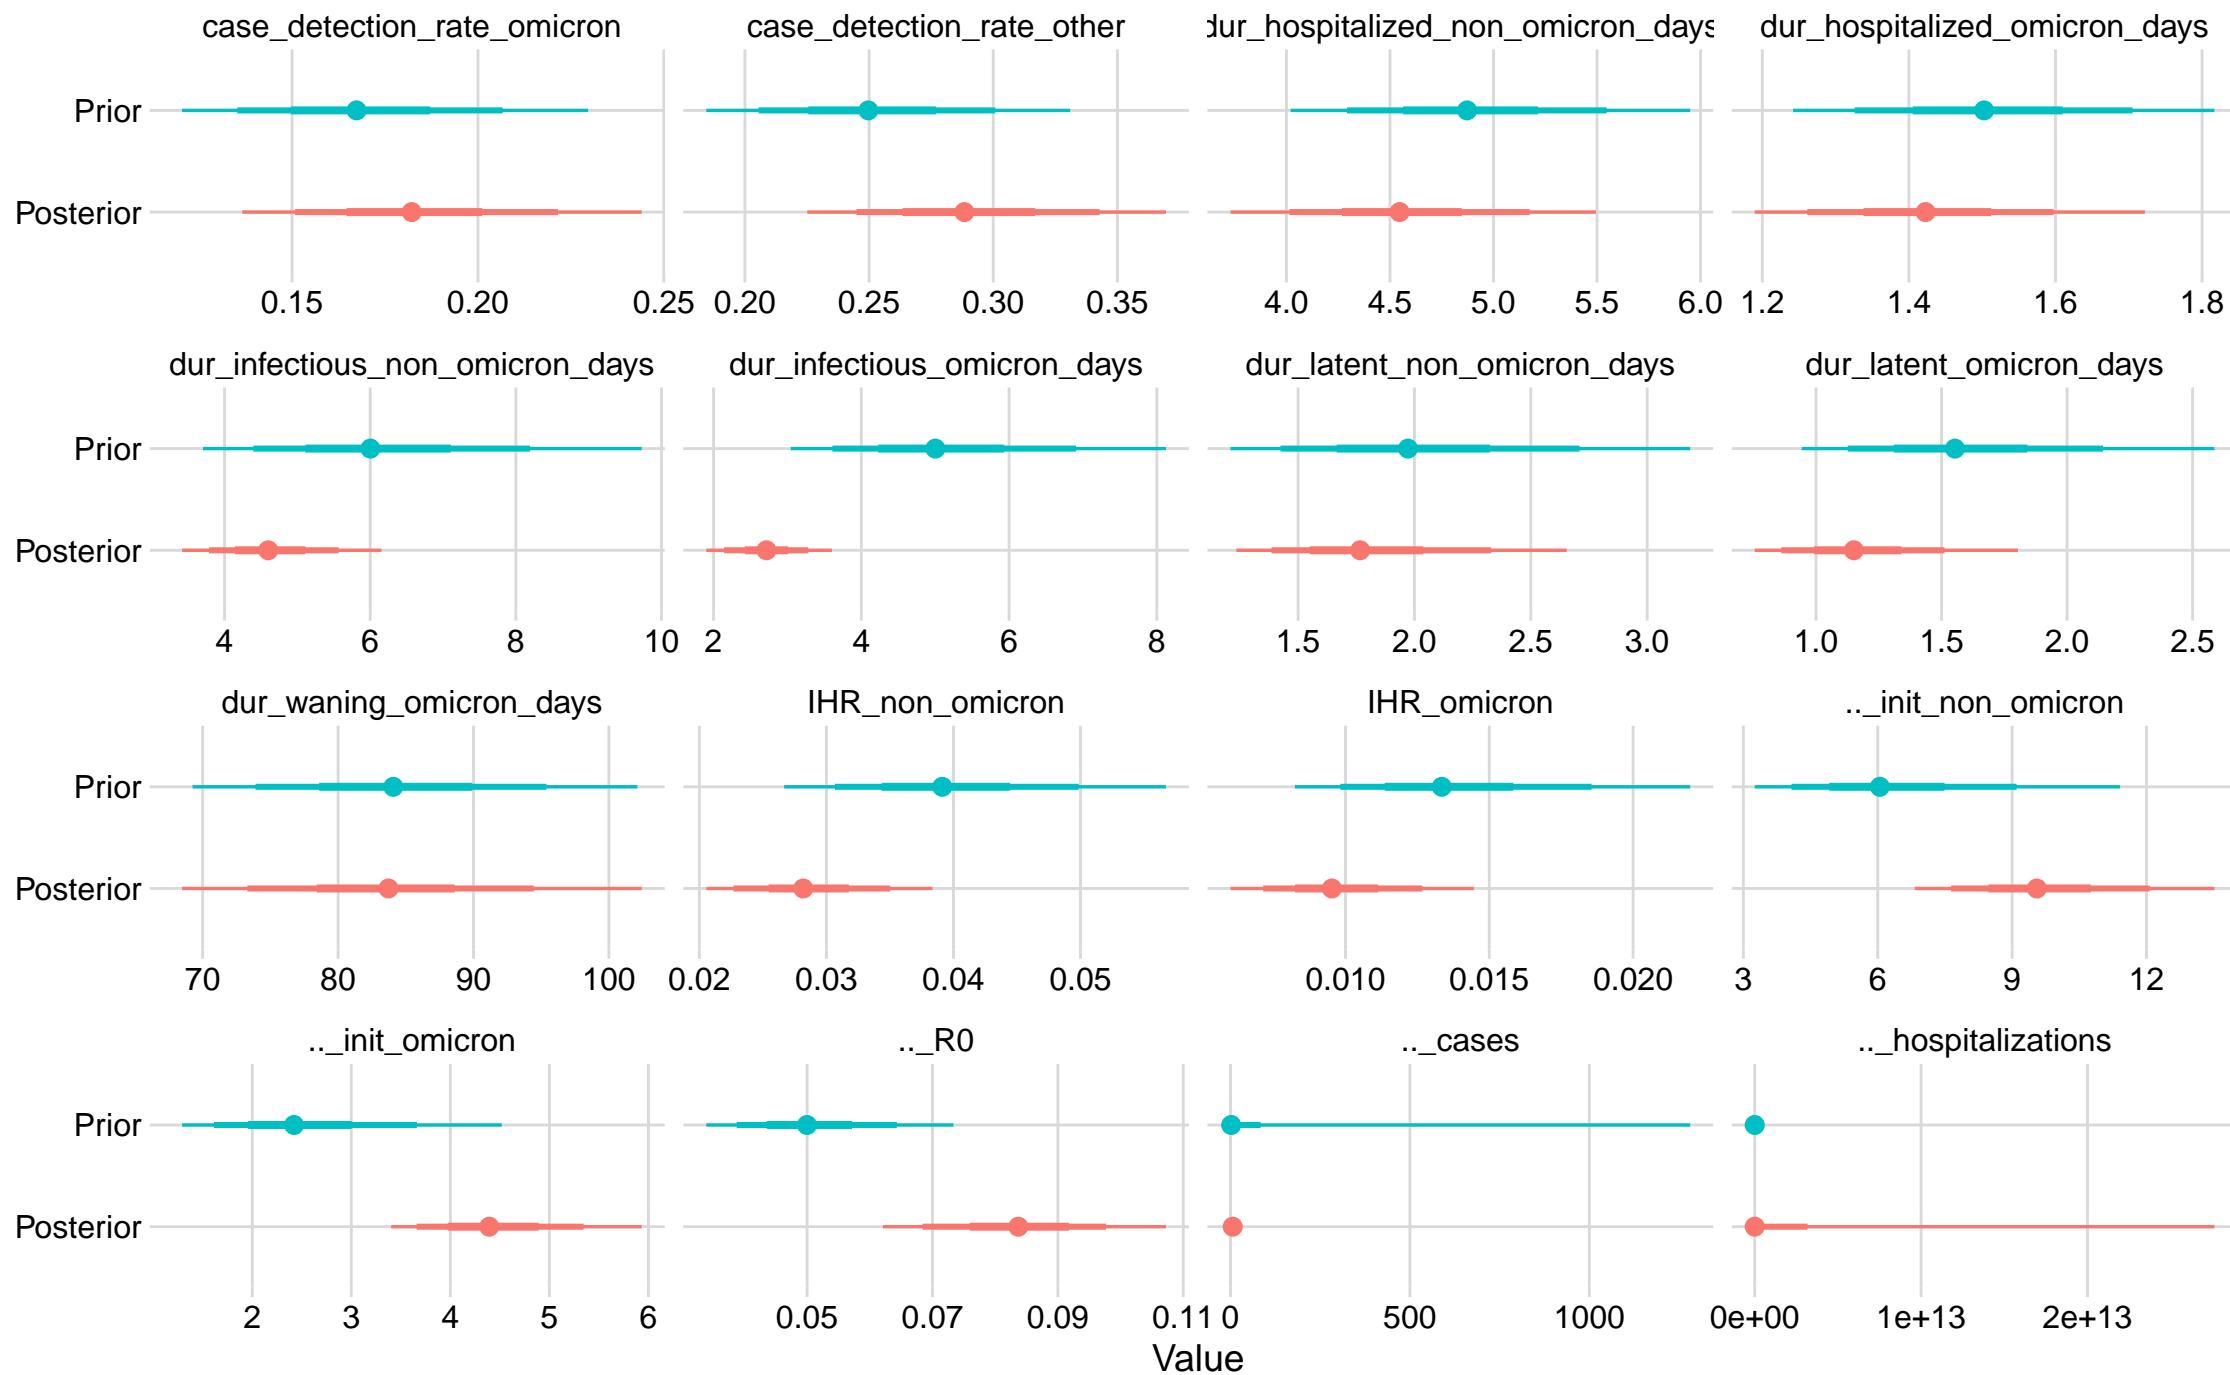 case_detection_rate_omicron case_detection_rate_other dur_hospitalized_non_omicron_days dur_hospitalized_omicron_days
Prior
Posterior
0.15 0.20 0.25 0.20 0.25 0.30 0.35 4.0 4.5 5.0 5.5 6.0 1.2 1.4 1.6 1.8
dur_infectious_non_omicron_days dur_infectious_omicron_days dur_latent_non_omicron_days dur_latent_omicron_days
Prior
Posterior
4 6 8 10 2 4 6 8 1.5 2.0 2.5 3.0 1.0 1.5 2.0 2.5
dur_waning_omicron_days IHR_non_omicron IHR_omicron .._init_non_omicron
Prior
Posterior
70 80 90 100 0.02 0.03 0.04 0.05 0.010 0.015 0.020 3 6 9 12
.._init_omicron .._R0 .._cases .._hospitalizations
Prior
Posterior
2 3 4 5 6 0.05 0.07 0.09 0.11 0 500 1000 0e+00 1e+13 2e+13
Value